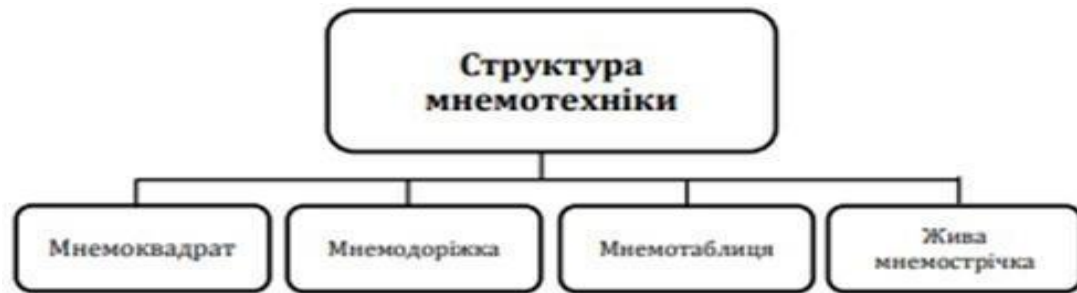 Структура
мнемотехніки
Мнемоквадрат
Мнемодоріжка
Мнемотаблиця
Жива
мнемострічка